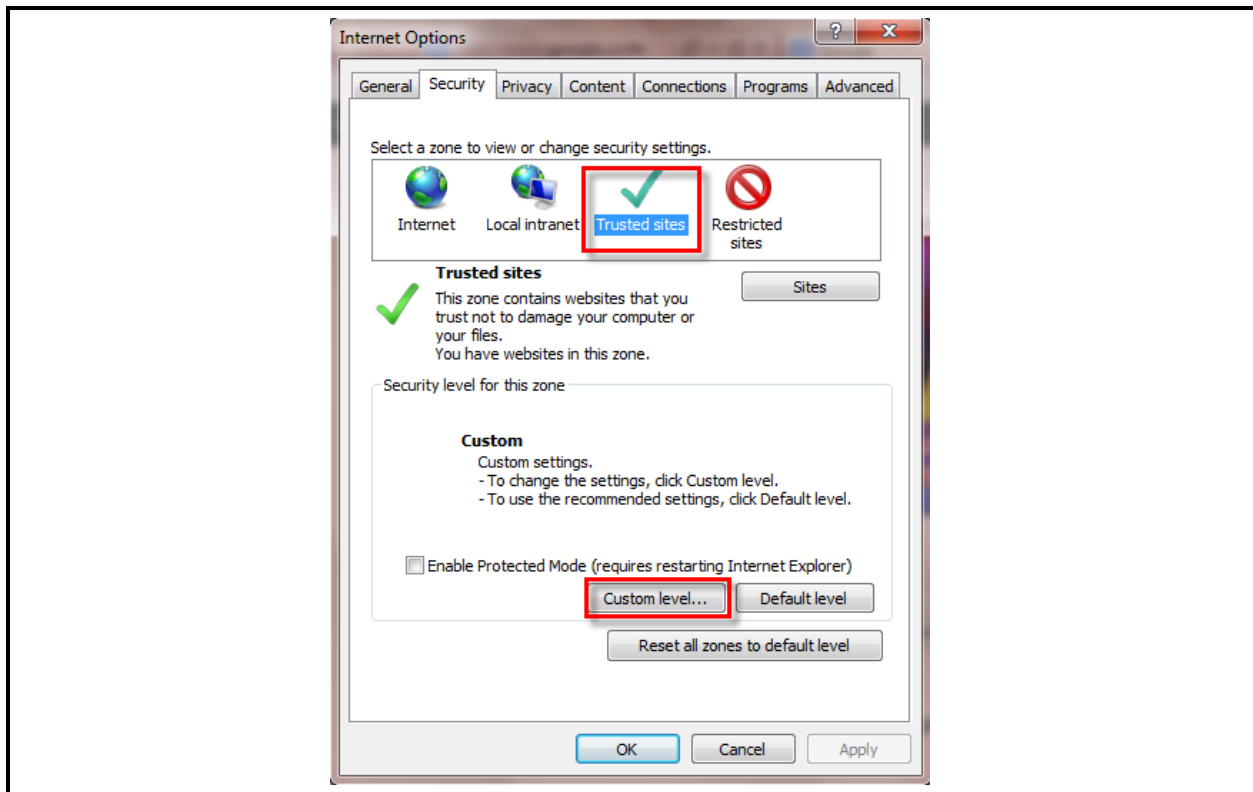 Internet Options
General Security Privacy Content Connections Programs Advanced
Select a zone to view or change security settings.
Internet Local intranet Trusted sites Restricted
sites
Trusted sites
Sites
This zone contains websites that you
trust not to damage your computer or
your files.
You have websites in this zone.
Security level for this zone
Custom
Custom settings.
- To change the settings, click Custom level.
- To use the recommended settings, click Default level.
Enable Protected Mode (requires restarting Internet Explorer)
Custom level... Default level
Reset all zones to default level
OK Cancel Apply